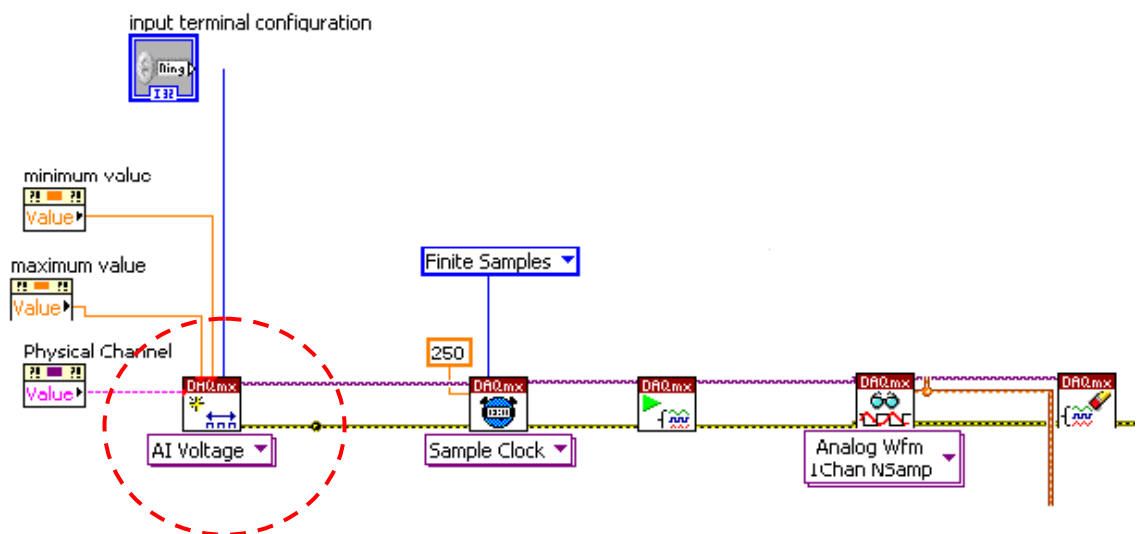 input terminal configuration
Ring
I32
minimum value
?! ?!
Value
maximum value
?! ?!
Value
Physical Channel
?! ?!
Value
Finite Samples
250
DAQmx
DAQmx
DAQmx
DAQmx
DAQmx
AI Voltage
Sample Clock
Analog Wfm
1Chan NSamp